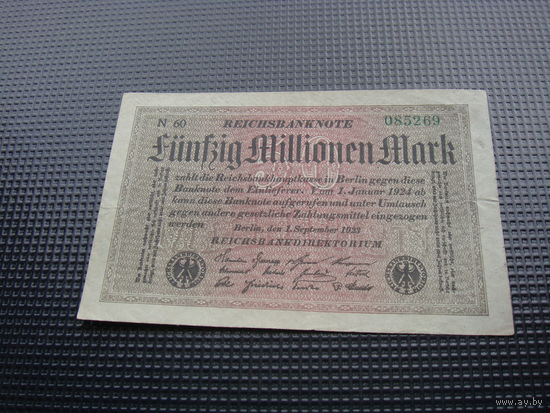 N 60 REICHSBANKNOTE 085269
Fünfzig Millionen Mark
zahlt die Reichsbankhauptkasse in Berlin gegen diese
Banknote dem Einlieferer. Vom 1. Januar 1924 ab
kann diese Banknote aufgerufen und unter Umtausch
gegen andere gesetzliche Zahlungsmittel eingezogen
werden
Berlin, den 1. September 1923
REICHSBANKDIREKTORIUM
www.ay.by